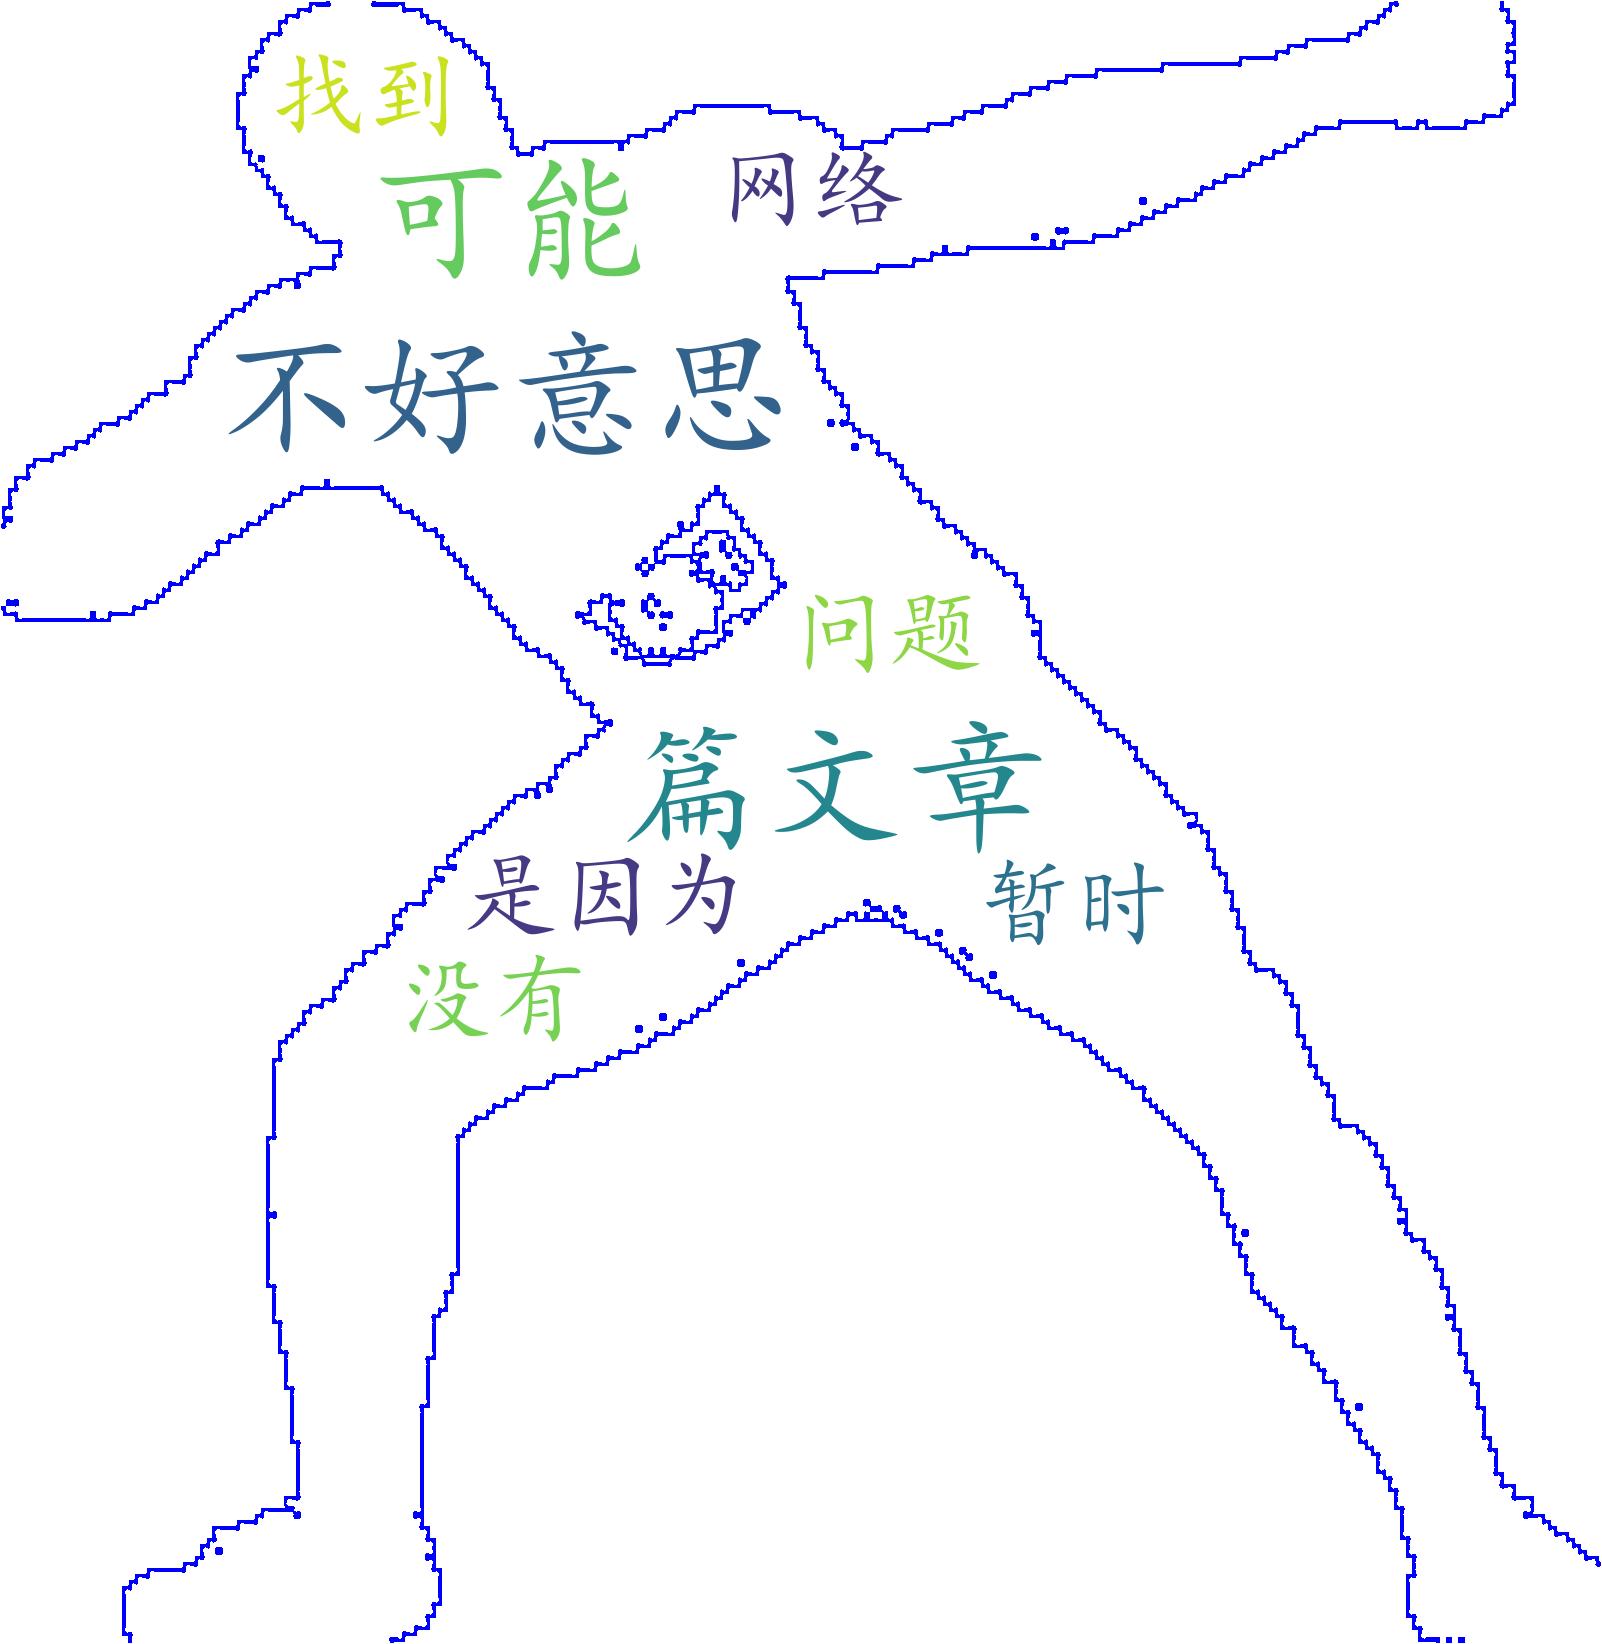 找到
可能
网络
不好意思
问题
篇文章
是因为
暂时
没有